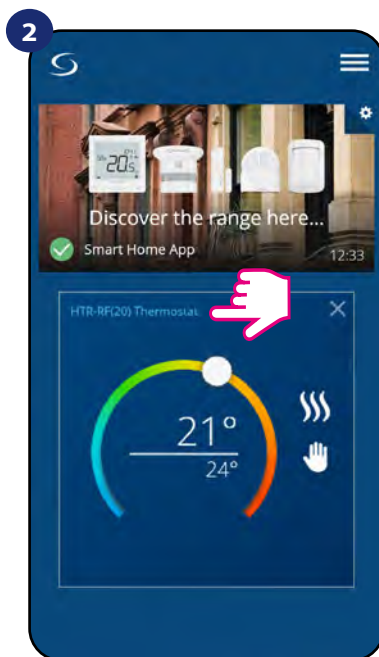 2
20.5
Discover the range here...
Smart Home App
12:33
HTR-RF(20) Thermostat
21°
24°